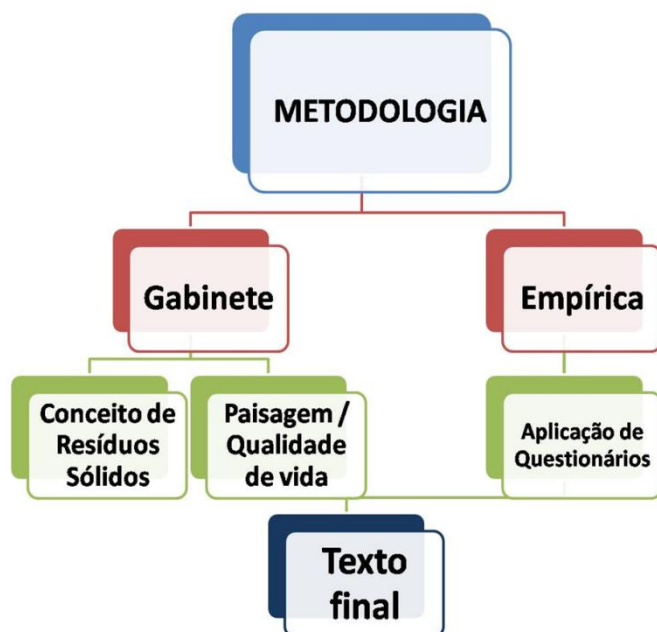 METODOLOGIA
Gabinete
Empírica
Conceito de
Resíduos
Sólidos
Paisagem /
Qualidade
de vida
Aplicação de
Questionários
Texto
final